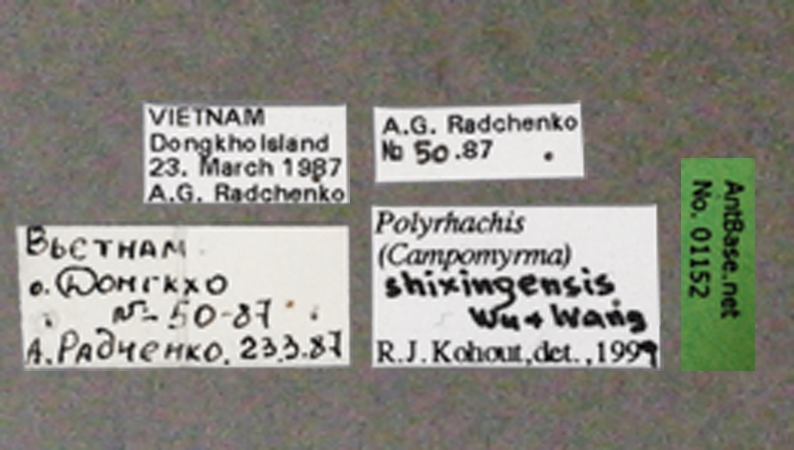 VIETNAM
Dongkho Island
23. March 1987
A.G. Radchenko
A.G. Radchenko
№ 50.87
Вьетнам
о. Донгкхо
№ 50-87
А. Радченко. 23.3.87
Polyrhachis
(Campomyrma)
shixingensis
Wu & Wang
R.J. Kohout, det., 1999
AntBase.net
No. 01152